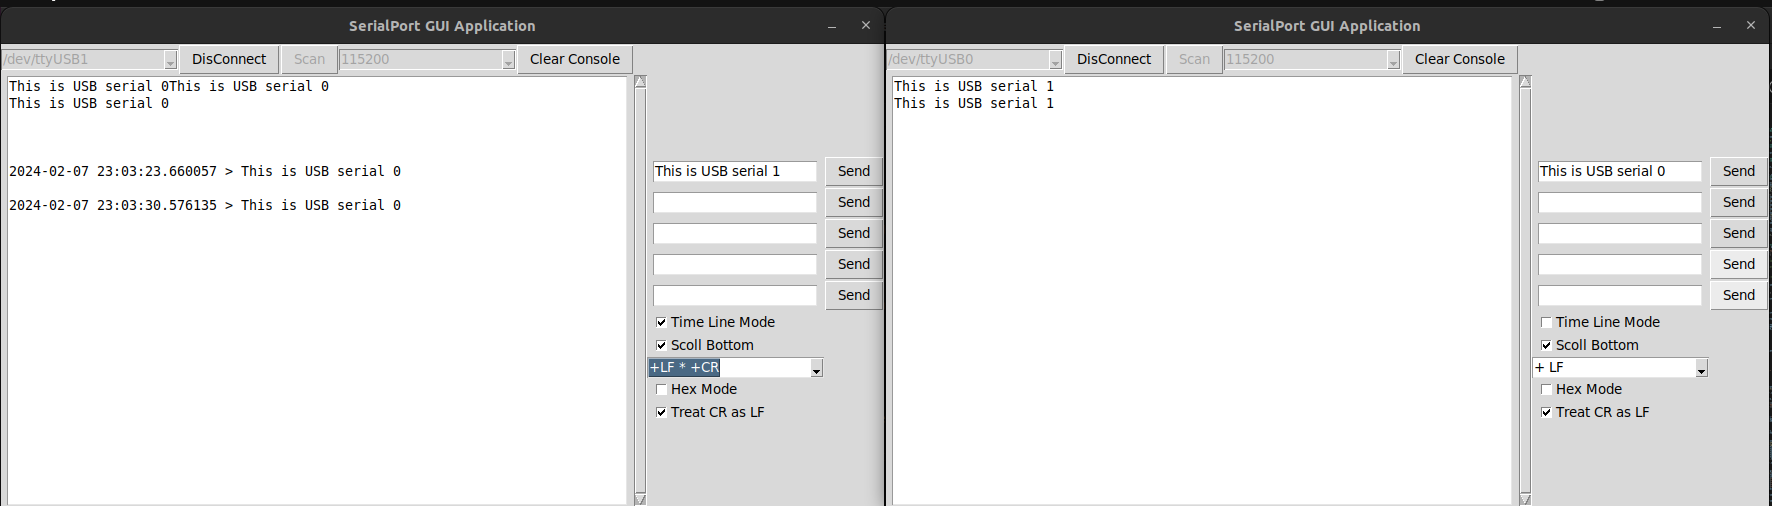 SerialPort GUI Application
/dev/ttyUSB1 DisConnect Scan 115200 Clear Console
This is USB serial 0This is USB serial 0
This is USB serial 0
2024-02-07 23:03:23.660057 > This is USB serial 0
2024-02-07 23:03:30.576135 > This is USB serial 0
This is USB serial 1 Send
Send
Send
Send
Send
Time Line Mode
Scoll Bottom
+LF * +CR
Hex Mode
Treat CR as LF
SerialPort GUI Application
/dev/ttyUSB0 DisConnect Scan 115200 Clear Console
This is USB serial 1
This is USB serial 1
This is USB serial 0 Send
Send
Send
Send
Send
Time Line Mode
Scoll Bottom
+ LF
Hex Mode
Treat CR as LF